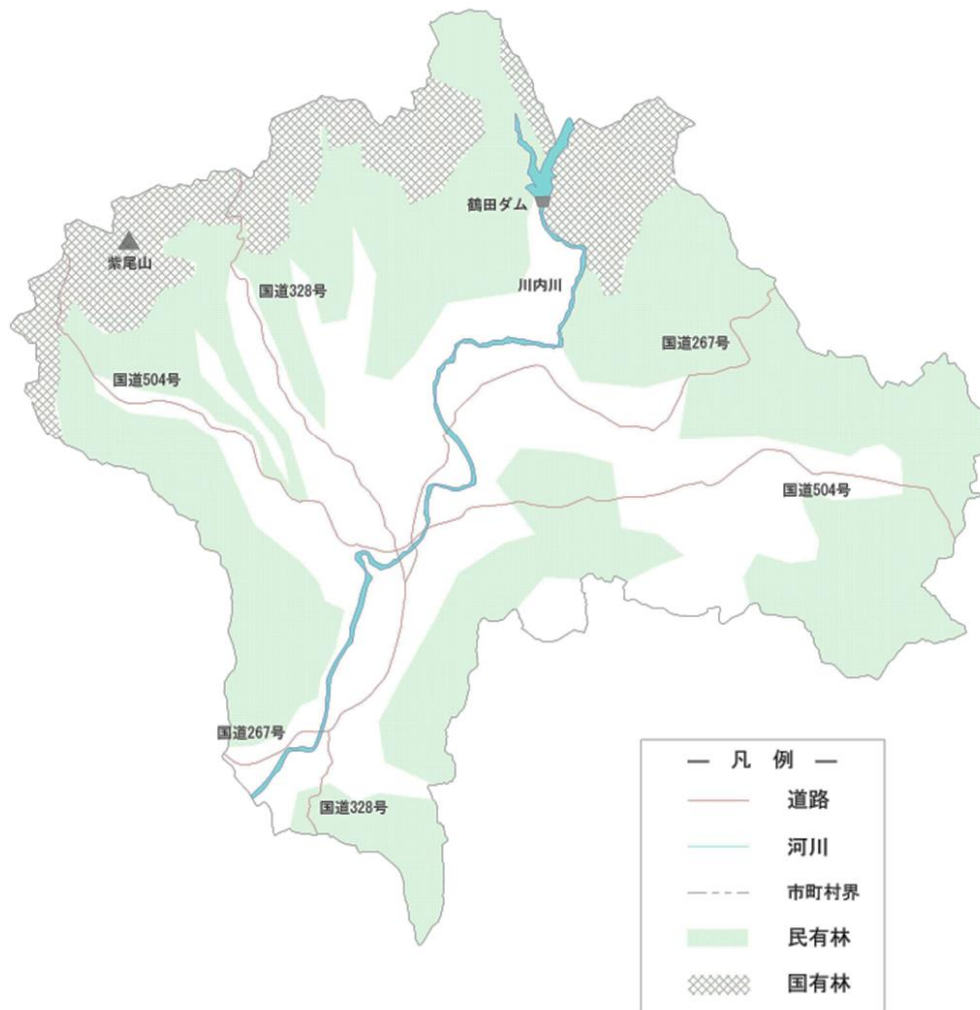 鶴田ダム
紫尾山
国道328号
川内川
国道267号
国道504号
国道504号
国道267号
国道328号
凡 例
道路
河川
市町村界
民有林
国有林